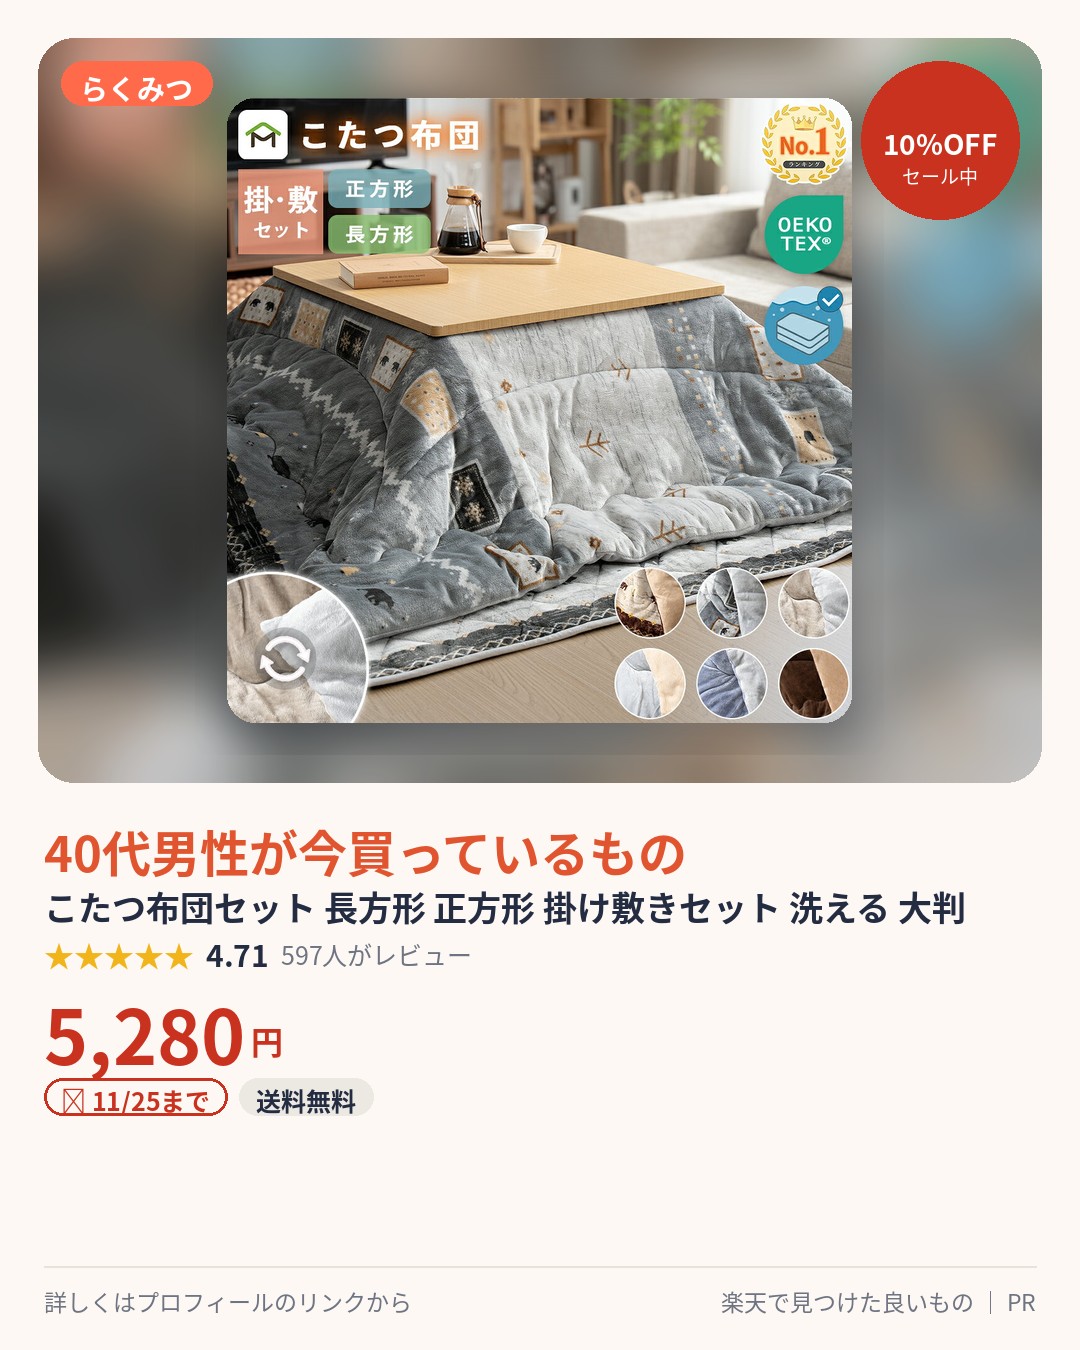 らくみつ
こたつ布団
掛・敷
セット
正方形
長方形
No.1
ランキング
OEKO
TEX®
10%OFF
セール中
40代男性が今買っているもの
こたつ布団セット 長方形 正方形 掛け敷きセット 洗える 大判
★★★★★ 4.71 597人がレビュー
5,280円
11/25まで 送料無料
詳しくはプロフィールのリンクから
楽天で見つけた良いもの | PR